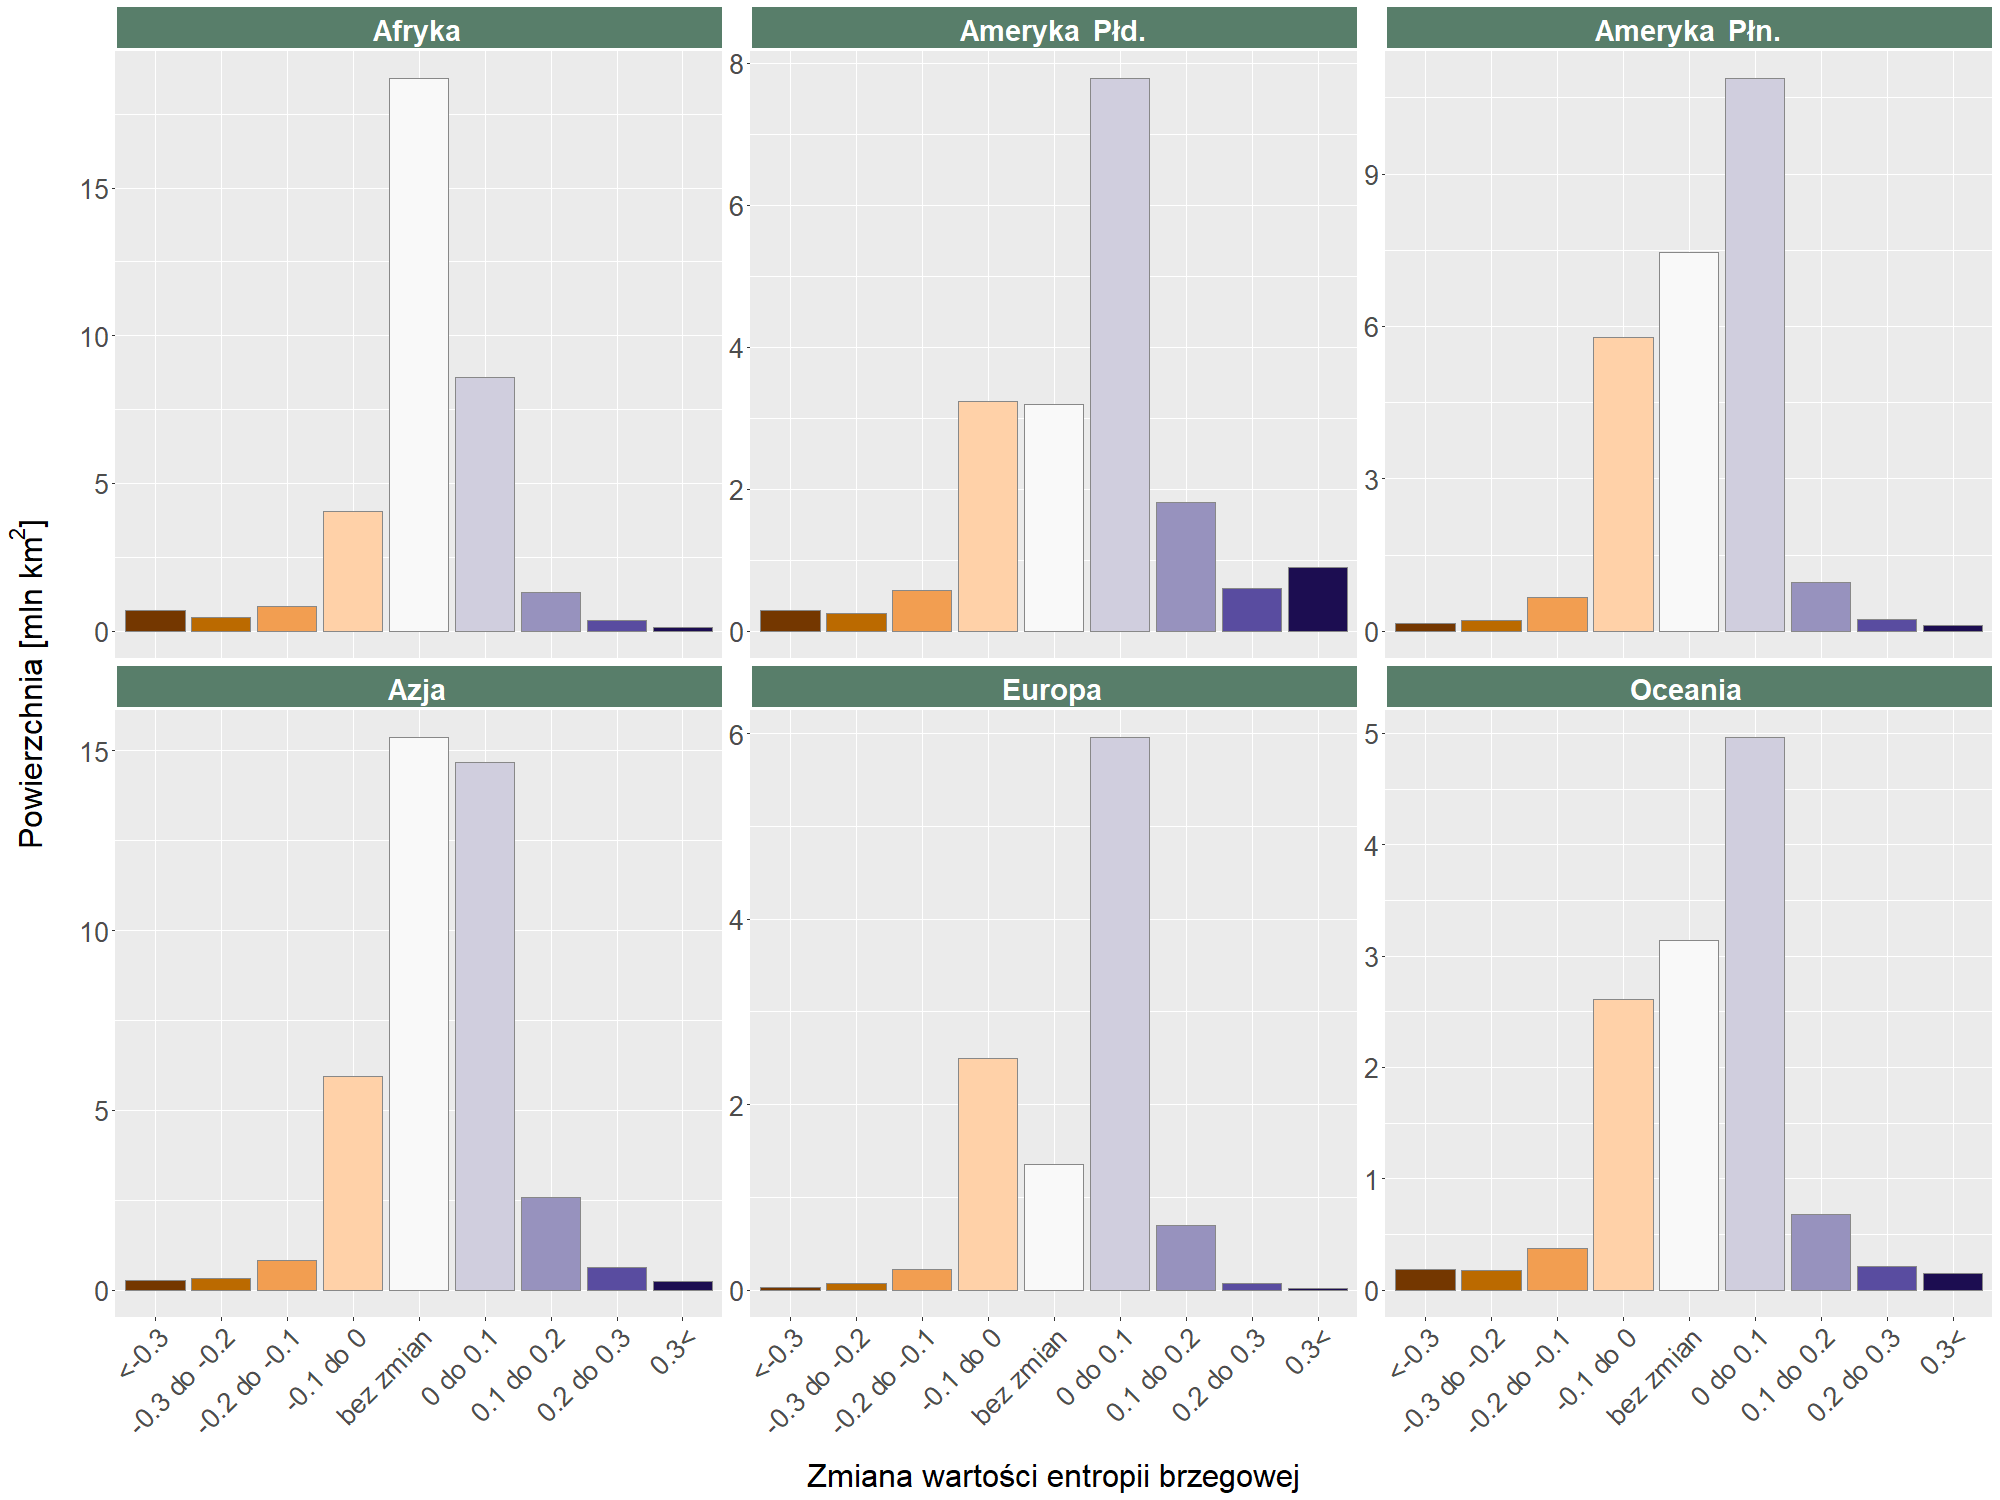 Afryka
Ameryka Płd.
Ameryka Płn.
15
10
5
0
8
6
4
2
0
9
6
3
0
Azja
Europa
Oceania
15
10
5
0
6
4
2
0
5
4
3
2
1
0
<-0.3
-0.3 do -0.2
-0.2 do -0.1
-0.1 do 0
bez zmian
0 do 0.1
0.1 do 0.2
0.2 do 0.3
0.3<
<-0.3
-0.3 do -0.2
-0.2 do -0.1
-0.1 do 0
bez zmian
0 do 0.1
0.1 do 0.2
0.2 do 0.3
0.3<
<-0.3
-0.3 do -0.2
-0.2 do -0.1
-0.1 do 0
bez zmian
0 do 0.1
0.1 do 0.2
0.2 do 0.3
0.3<
Powierzchnia [mln km²]
Zmiana wartości entropii brzegowej